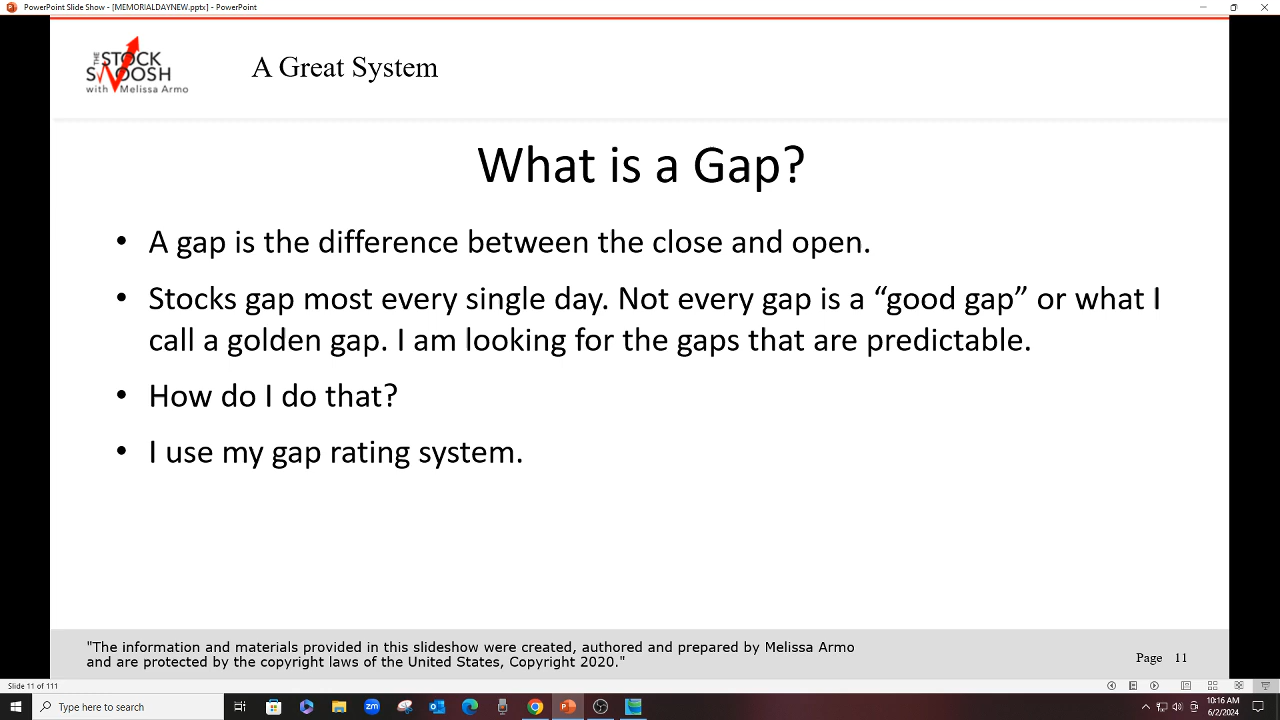 PowerPoint Slide Show - [MEMORIALDAYNEW.pptx] - PowerPoint
THE
STOCK
SWOOSH
with Melissa Armo
A Great System
What is a Gap?
• A gap is the difference between the close and open.
• Stocks gap most every single day. Not every gap is a “good gap” or what I
call a golden gap. I am looking for the gaps that are predictable.
• How do I do that?
• I use my gap rating system.
"The information and materials provided in this slideshow were created, authored and prepared by Melissa Armo
and are protected by the copyright laws of the United States, Copyright 2020."
Page 11
Slide 11 of 111
Type here to search
zm
10:16 AM
6/2/2024